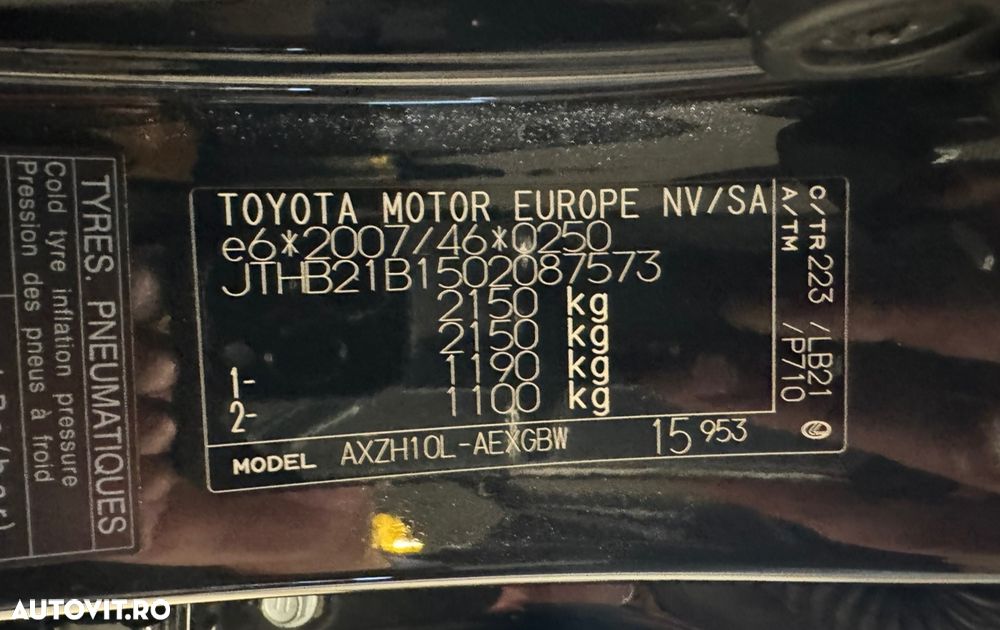 TOYOTA MOTOR EUROPE NV/SA
e6*2007/46*0250
JTHB21B1502087573
2150 kg
2150 kg
1- 1190 kg
2- 1100 kg
MODEL AXZH10L-AEXGBW 15 953
C/TR223 /LB21
A/TM /P710
TYRES. PNEUMATIQUES
Cold tyre inflation pressure
Pression des pneus à froid
AUTOVIT.RO